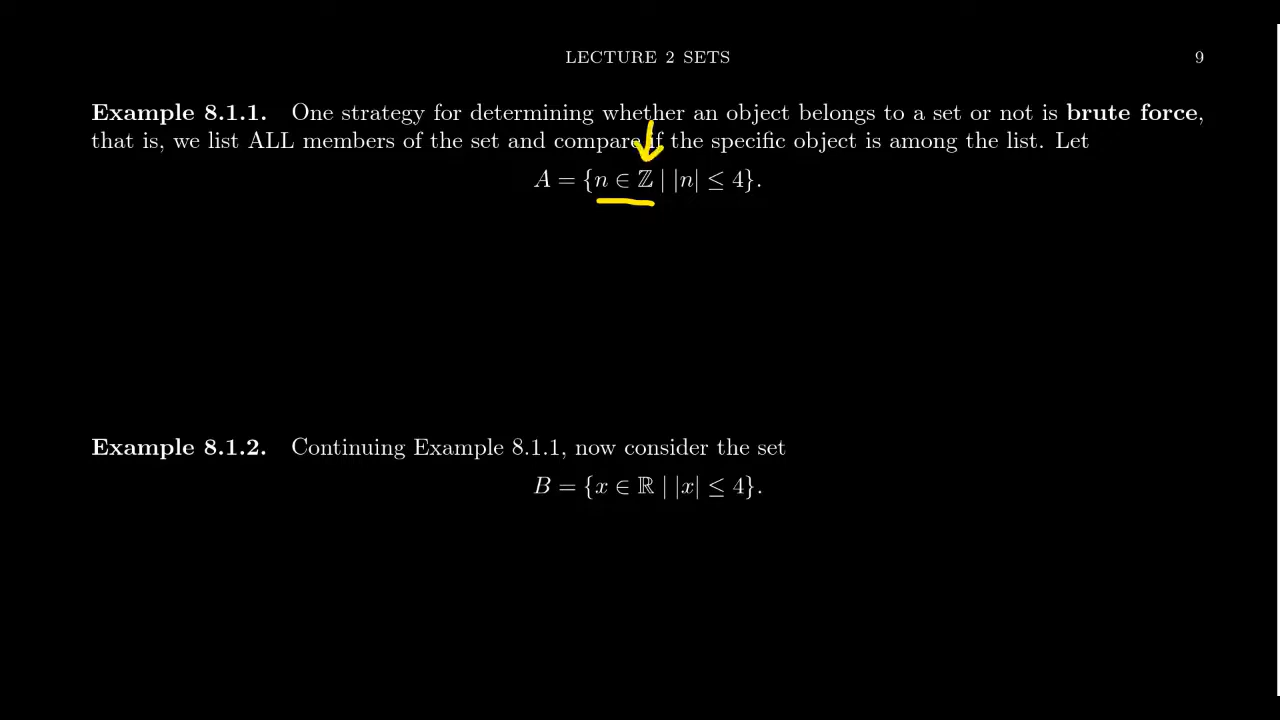 LECTURE 2 SETS 9
Example 8.1.1. One strategy for determining whether an object belongs to a set or not is brute force,
that is, we list ALL members of the set and compare if the specific object is among the list. Let
A = {n ∈ ℤ | |n| ≤ 4}.
Example 8.1.2. Continuing Example 8.1.1, now consider the set
B = {x ∈ ℝ | |x| ≤ 4}.